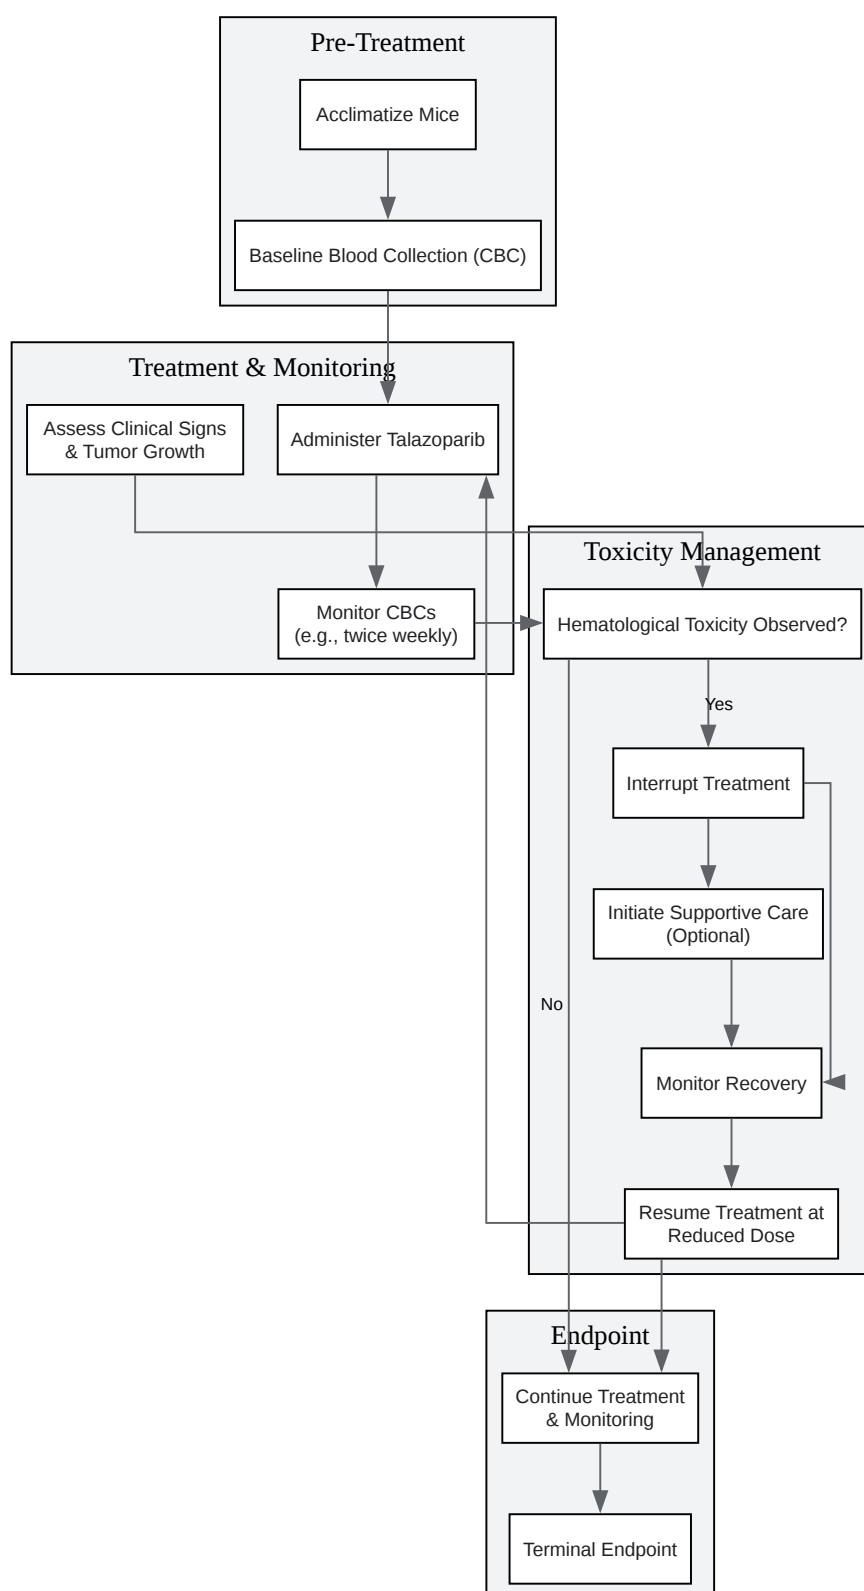 Pre-Treatment
Acclimatize Mice
Baseline Blood Collection (CBC)
Treatment & Monitoring
Assess Clinical Signs
& Tumor Growth
Administer Talazoparib
Monitor CBCs
(e.g., twice weekly)
Toxicity Management
Hematological Toxicity Observed?
Yes
Interrupt Treatment
Initiate Supportive Care
(Optional)
No
Monitor Recovery
Resume Treatment at
Reduced Dose
Endpoint
Continue Treatment
& Monitoring
Terminal Endpoint